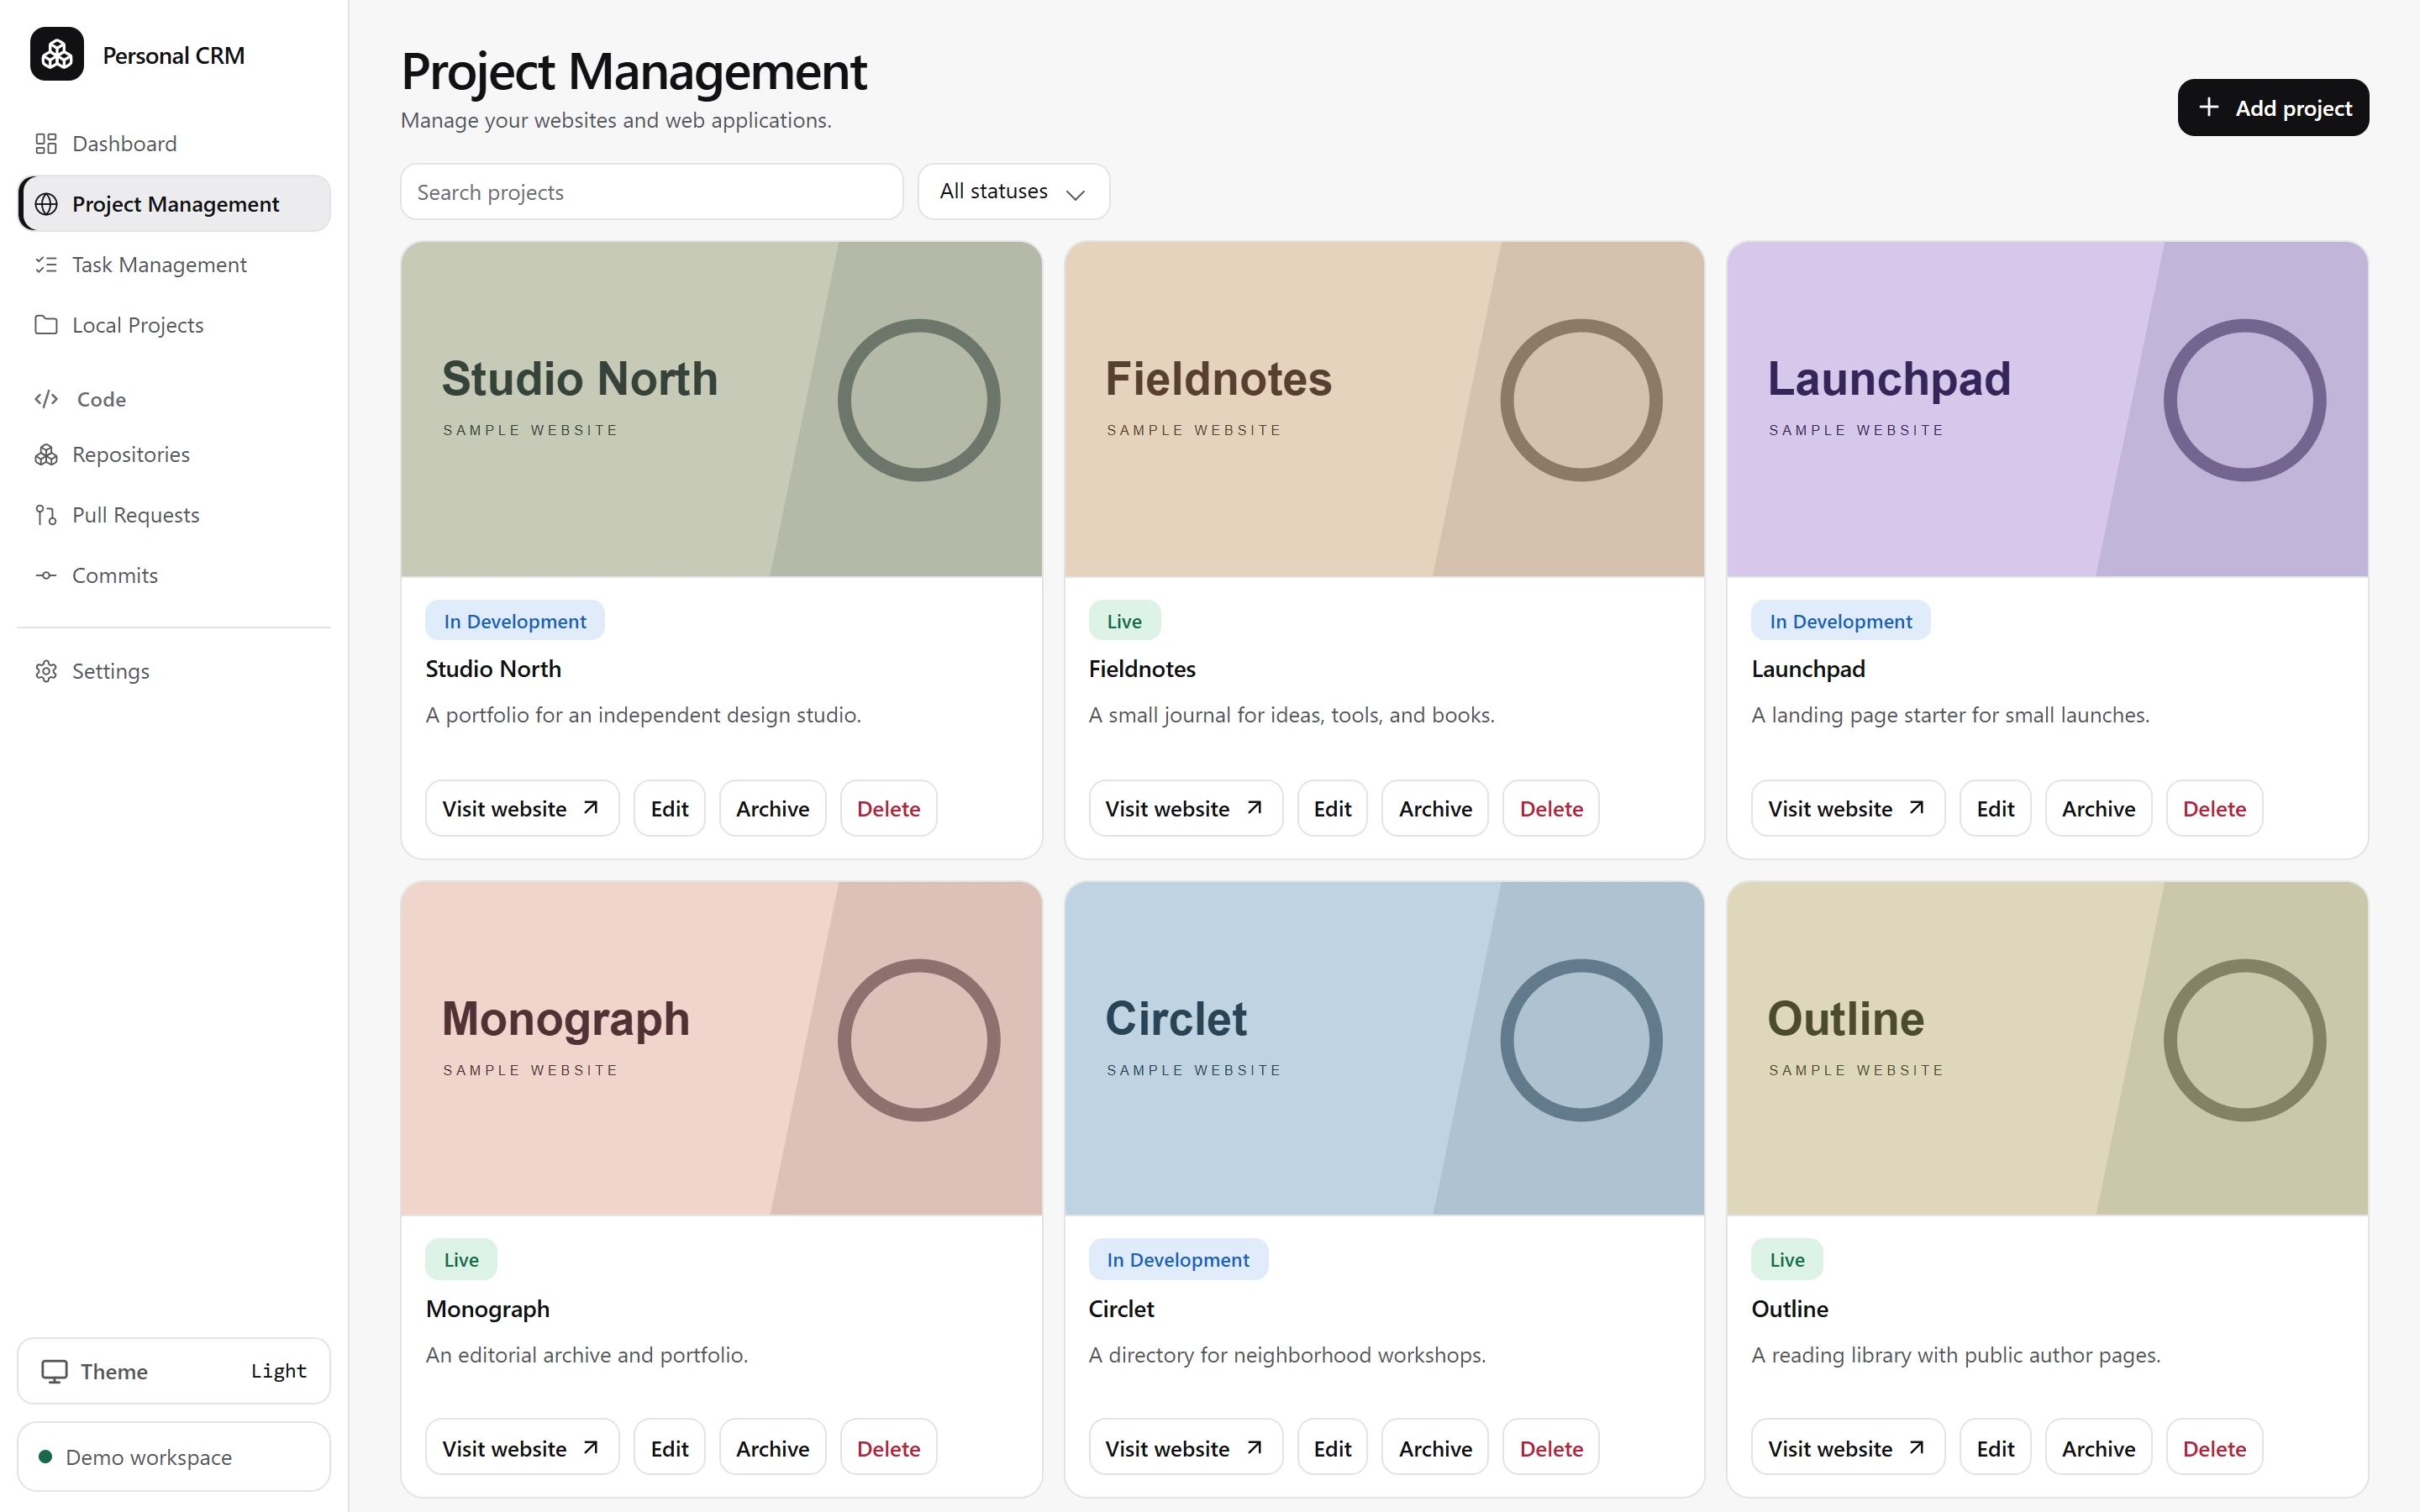 Personal CRM
Dashboard
Project Management
Task Management
Local Projects
Code
Repositories
Pull Requests
Commits
Settings
Theme Light
Demo workspace
Project Management
Manage your websites and web applications.
Add project
Search projects
All statuses
Studio North
SAMPLE WEBSITE
In Development
Studio North
A portfolio for an independent design studio.
Visit website Edit Archive Delete
Fieldnotes
SAMPLE WEBSITE
Live
Fieldnotes
A small journal for ideas, tools, and books.
Visit website Edit Archive Delete
Launchpad
SAMPLE WEBSITE
In Development
Launchpad
A landing page starter for small launches.
Visit website Edit Archive Delete
Monograph
SAMPLE WEBSITE
Live
Monograph
An editorial archive and portfolio.
Visit website Edit Archive Delete
Circlet
SAMPLE WEBSITE
In Development
Circlet
A directory for neighborhood workshops.
Visit website Edit Archive Delete
Outline
SAMPLE WEBSITE
Live
Outline
A reading library with public author pages.
Visit website Edit Archive Delete